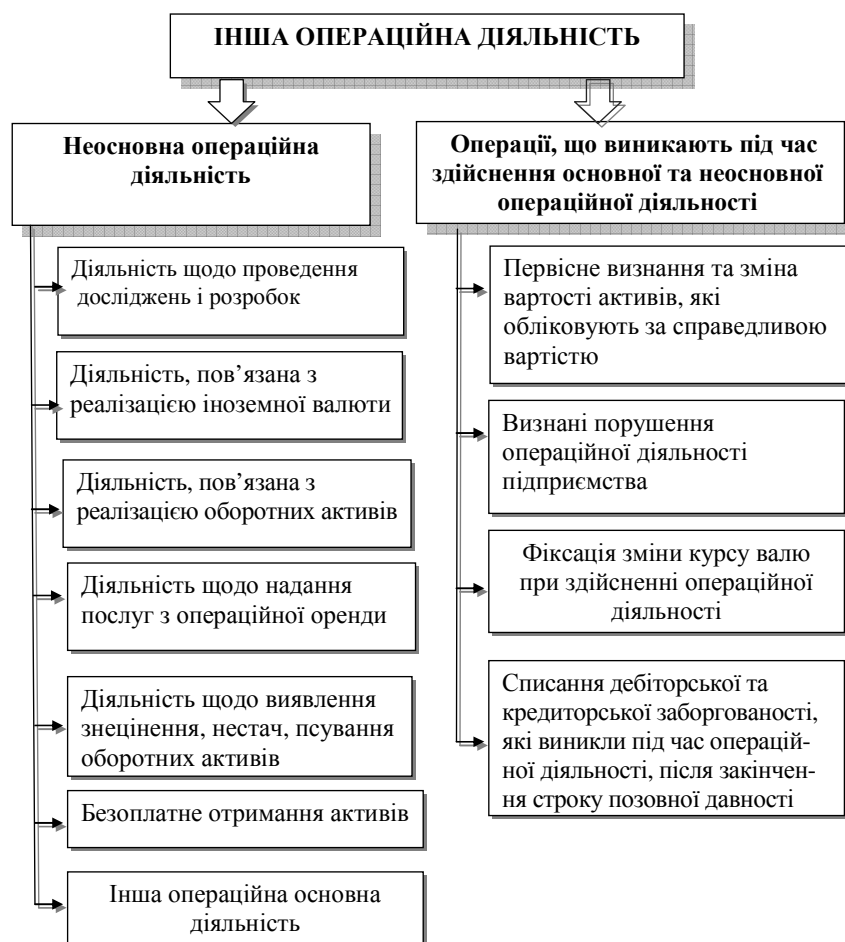 ІНША ОПЕРАЦІЙНА ДІЯЛЬНІСТЬ
Неосновна операційна
діяльність
Діяльність щодо проведення
досліджень і розробок
Діяльність, пов’язана з
реалізацією іноземної валюти
Діяльність, пов’язана з
реалізацією оборотних активів
Діяльність щодо надання
послуг з операційної оренди
Діяльність щодо виявлення
знецінення, нестач, псування
оборотних активів
Безоплатне отримання активів
Інша операційна основна
діяльність
Операції, що виникають під час
здійснення основної та неосновної
операційної діяльності
Первісне визнання та зміна
вартості активів, які
обліковують за справедливою
вартістю
Визнані порушення
операційної діяльності
підприємства
Фіксація зміни курсу валю
при здійсненні операційної
діяльності
Списання дебіторської та
кредиторської заборгованості,
які виникли під час операцій-
ної діяльності, після закінчен-
ня строку позовної давності